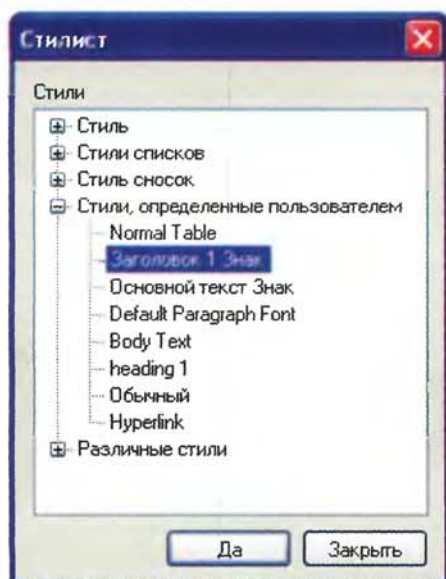 Стилист
Стили
Стиль
Стили списков
Стиль сносок
Стили, определенные пользователем
Normal Table
Заголовок 1 Знак
Основной текст Знак
Default Paragraph Font
Body Text
heading 1
Обычный
Hyperlink
Различные стили
Да
Закрыть